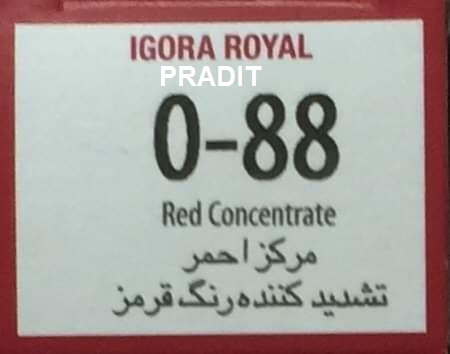 IGORA ROYAL
PRADIT
0-88
Red Concentrate
مركز احمر
تشدید کننده رنگ قرمز